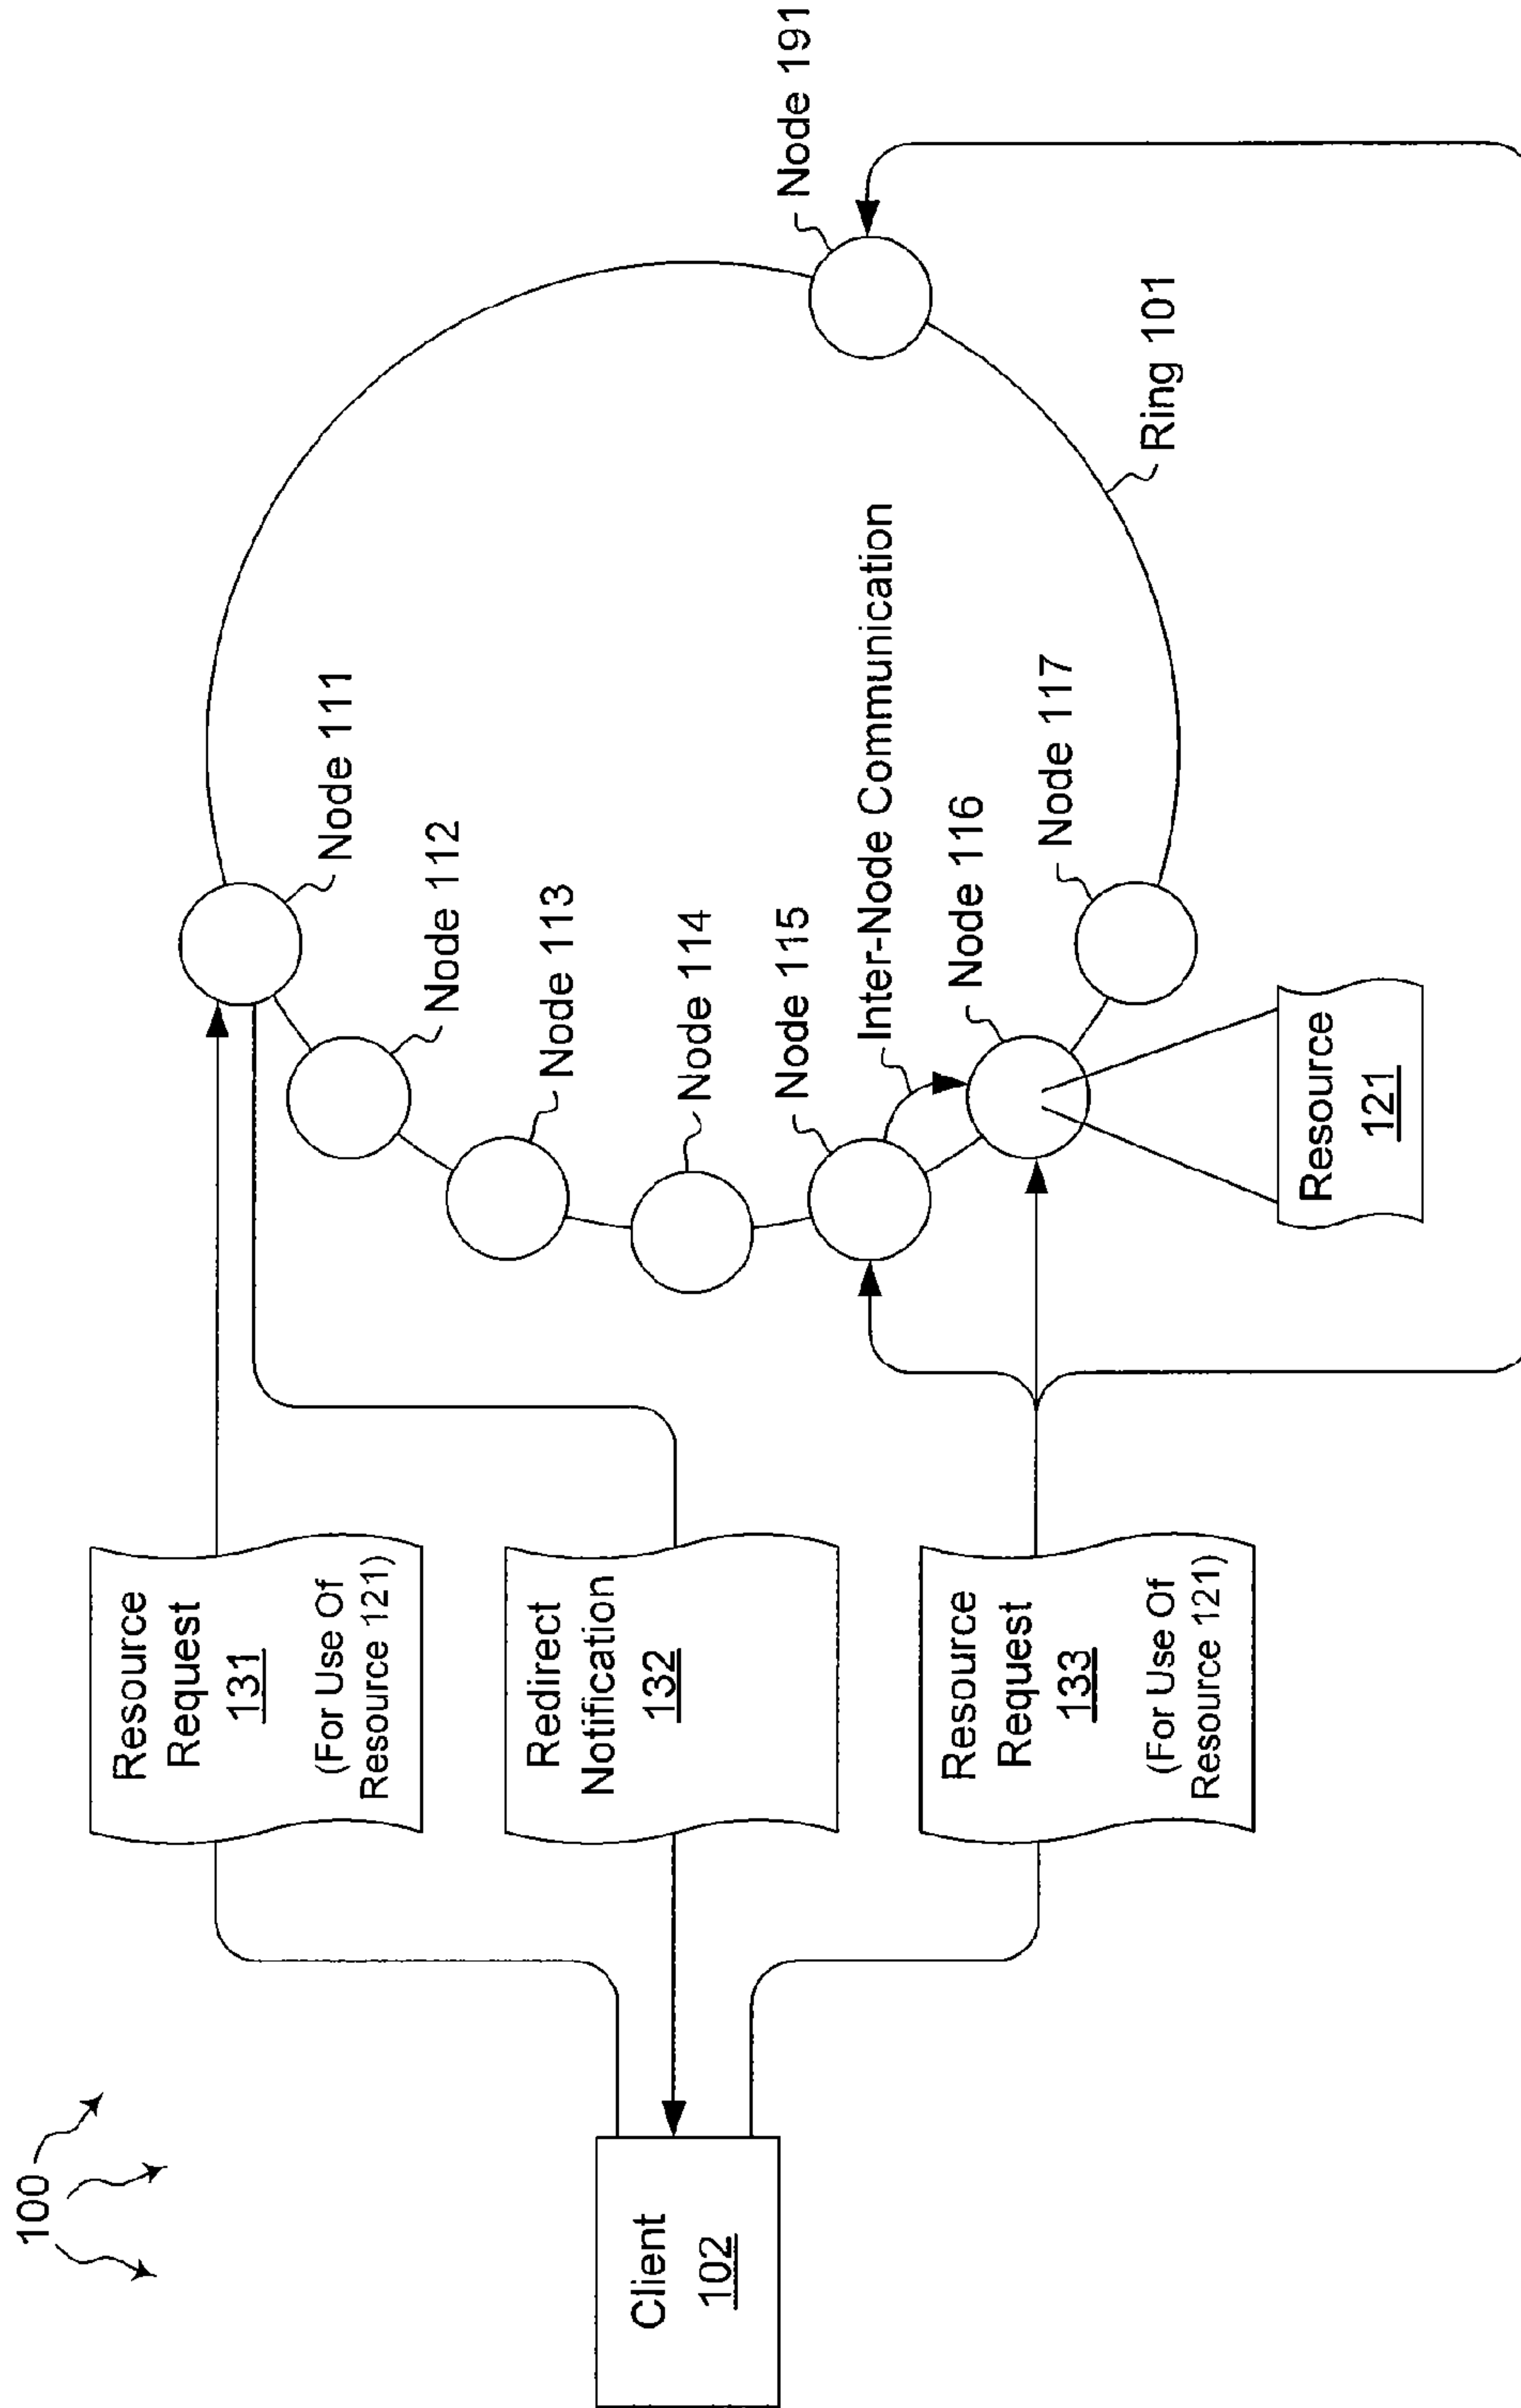 100
Client
102
Resource
Request
131
(For Use Of
Resource 121)
Redirect
Notification
132
Resource
Request
133
(For Use Of
Resource 121)
Node 111
Node 112
Node 113
Node 114
Node 115
Inter-Node Communication
Node 116
Node 117
Resource
121
Node 191
Ring 101